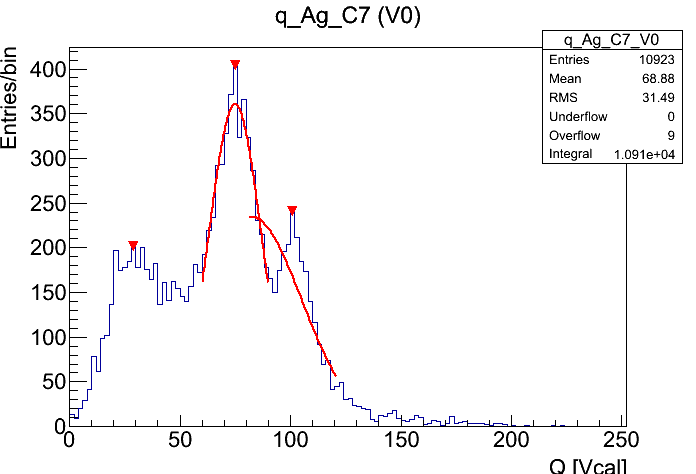 q_Ag_C7 (V0)
q_Ag_C7_V0
Entries 10923
Mean 68.88
RMS 31.49
Underflow 0
Overflow 9
Integral 1.091e+04
Entries/bin
400
350
300
250
200
150
100
50
0
0 50 100 150 200 250
Q [Vcal]